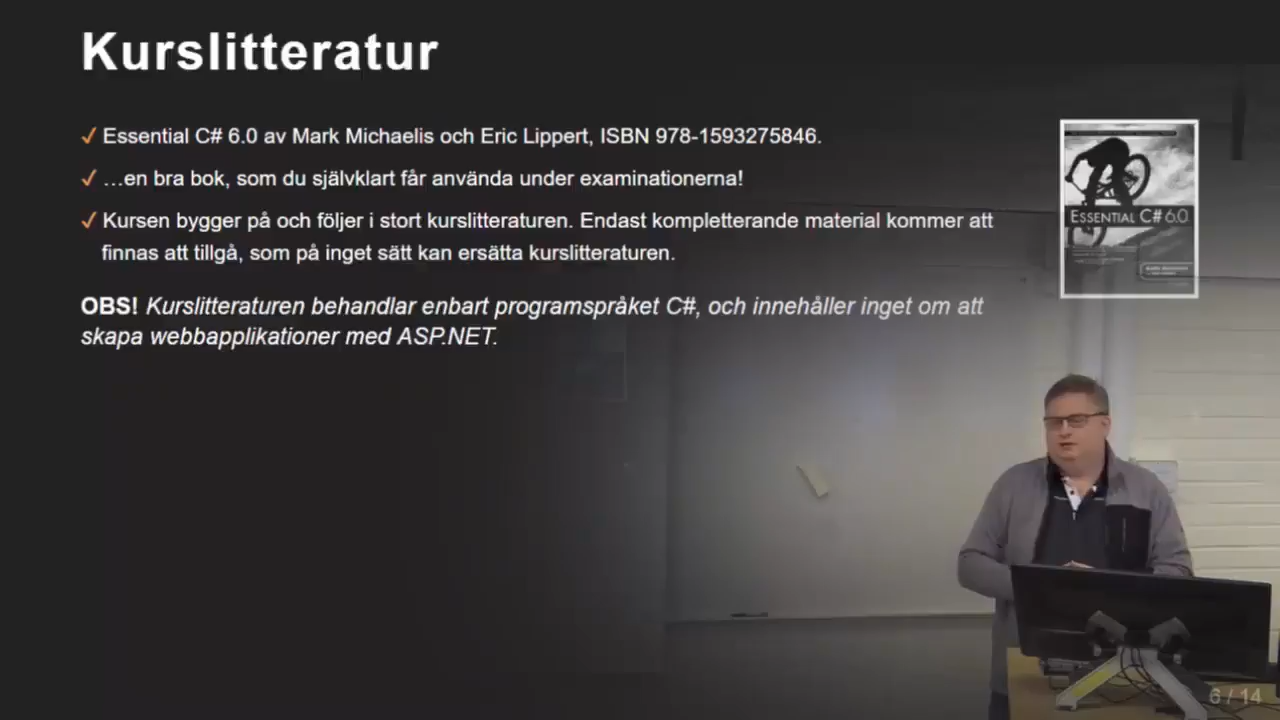 Kurslitteratur
✓ Essential C# 6.0 av Mark Michaelis och Eric Lippert, ISBN 978-1593275846.
✓ …en bra bok, som du självklart får använda under examinationerna!
✓ Kursen bygger på och följer i stort kurslitteraturen. Endast kompletterande material kommer att
finnas att tillgå, som på inget sätt kan ersätta kurslitteraturen.
OBS! Kurslitteraturen behandlar enbart programspråket C#, och innehåller inget om att
skapa webbapplikationer med ASP.NET.
ESSENTIAL C# 6.0
6 / 14